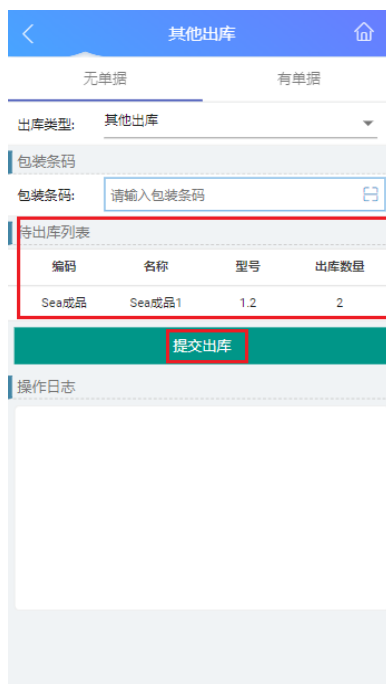 其他出库
无单据 有单据
出库类型: 其他出库
包装条码
包装条码: 请输入包装条码
待出库列表
编码 名称 型号 出库数量
Sea成品 Sea成品1 1.2 2
提交出库
操作日志